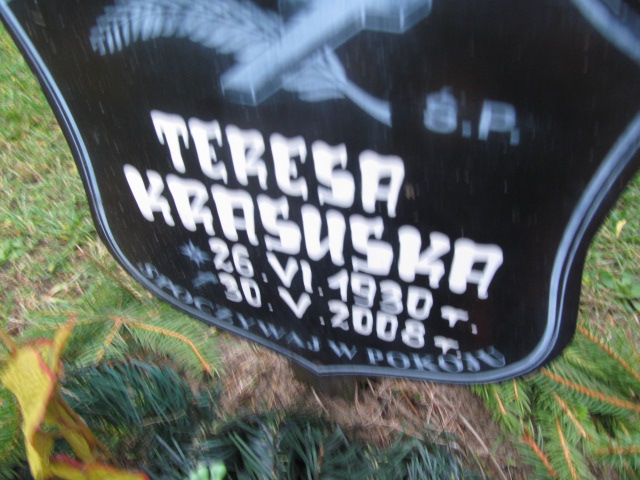 Ś.P.
TERESA
KRASUSKA
* 26.VI.1930 r.
30.V.2008 r.
SPOCZYWAJ W POKOJU